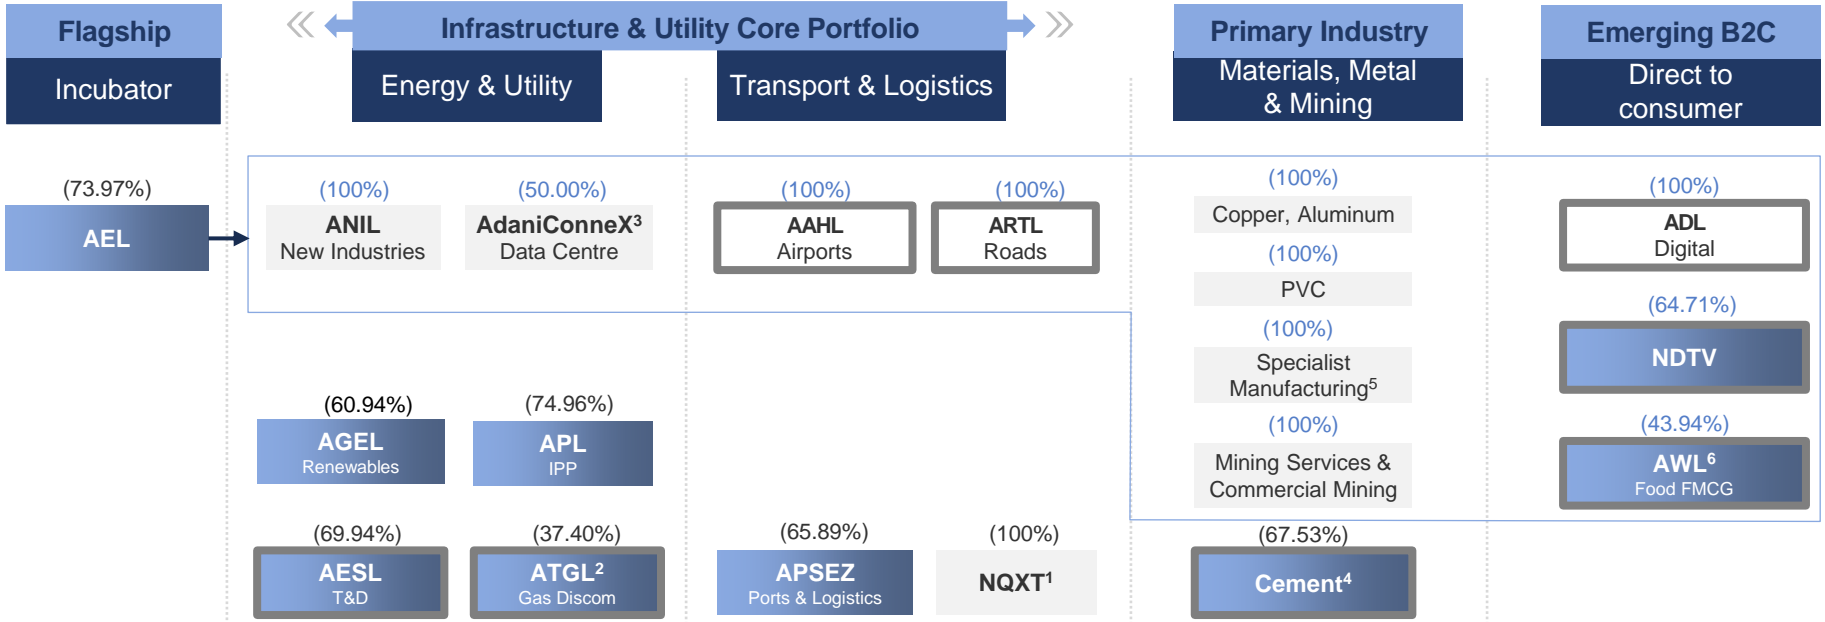 Flagship
Infrastructure & Utility Core Portfolio
Primary Industry
Emerging B2C
Incubator
Energy & Utility
Transport & Logistics
Materials, Metal
& Mining
Direct to
consumer
(73.97%)
AEL
(100%)
ANIL
New Industries
(50.00%)
AdaniConneX³
Data Centre
(100%)
AAHL
Airports
(100%)
ARTL
Roads
(100%)
Copper, Aluminum
(100%)
PVC
(100%)
Specialist
Manufacturing⁵
(100%)
Mining Services &
Commercial Mining
(100%)
ADL
Digital
(64.71%)
NDTV
(43.94%)
AWL⁶
Food FMCG
(60.94%)
AGEL
Renewables
(74.96%)
APL
IPP
(69.94%)
AESL
T&D
(37.40%)
ATGL²
Gas Discom
(65.89%)
APSEZ
Ports & Logistics
(100%)
NQXT¹
(67.53%)
Cement⁴